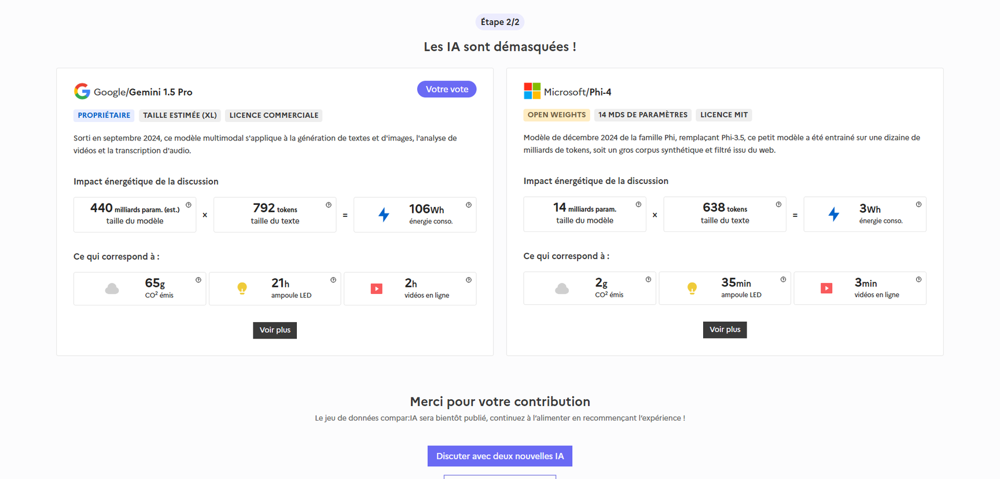 Étape 2/2
Les IA sont démasquées !
Google/Gemini 1.5 Pro
Votre vote
PROPRIÉTAIRE
TAILLE ESTIMÉE (XL)
LICENCE COMMERCIALE
Sorti en septembre 2024, ce modèle multimodal s'applique à la génération de textes et d'images, l'analyse de
vidéos et la transcription d'audio.
Impact énergétique de la discussion
440 milliards param. (est.)
taille du modèle
×
792 tokens
taille du texte
=
106Wh
énergie conso.
Ce qui correspond à :
65g
CO² émis
21h
ampoule LED
2h
vidéos en ligne
Voir plus
Microsoft/Phi-4
OPEN WEIGHTS
14 MDS DE PARAMÈTRES
LICENCE MIT
Modèle de décembre 2024 de la famille Phi, remplaçant Phi-3.5, ce petit modèle a été entrainé sur une dizaine de
milliards de tokens, soit un gros corpus synthétique et filtré issu du web.
Impact énergétique de la discussion
14 milliards param.
taille du modèle
×
638 tokens
taille du texte
=
3Wh
énergie conso.
Ce qui correspond à :
2g
CO² émis
35min
ampoule LED
3min
vidéos en ligne
Voir plus
Merci pour votre contribution
Le jeu de données compar:IA sera bientôt publié, continuez à l’alimenter en recommençant l’expérience !
Discuter avec deux nouvelles IA